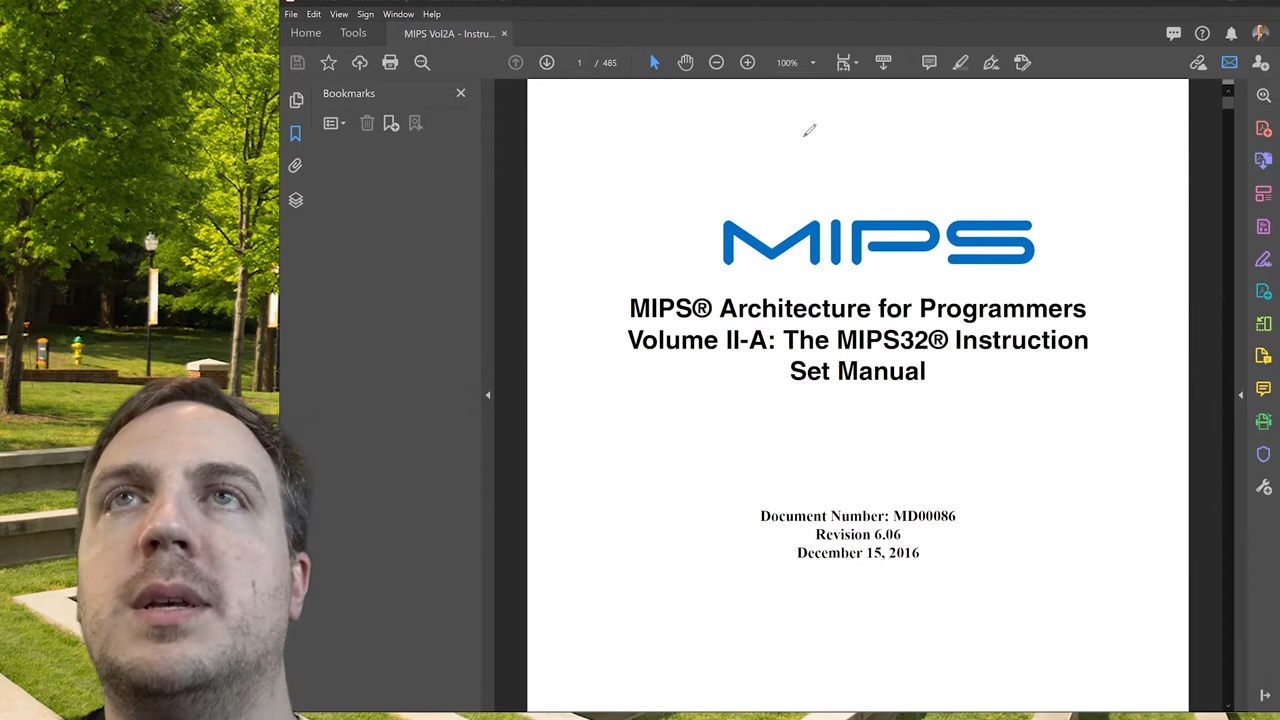 File Edit View Sign Window Help
Home Tools MIPS Vol2A - Instru... ×
1 / 485 100%
Bookmarks
MIPS
MIPS® Architecture for Programmers
Volume II-A: The MIPS32® Instruction
Set Manual
Document Number: MD00086
Revision 6.06
December 15, 2016